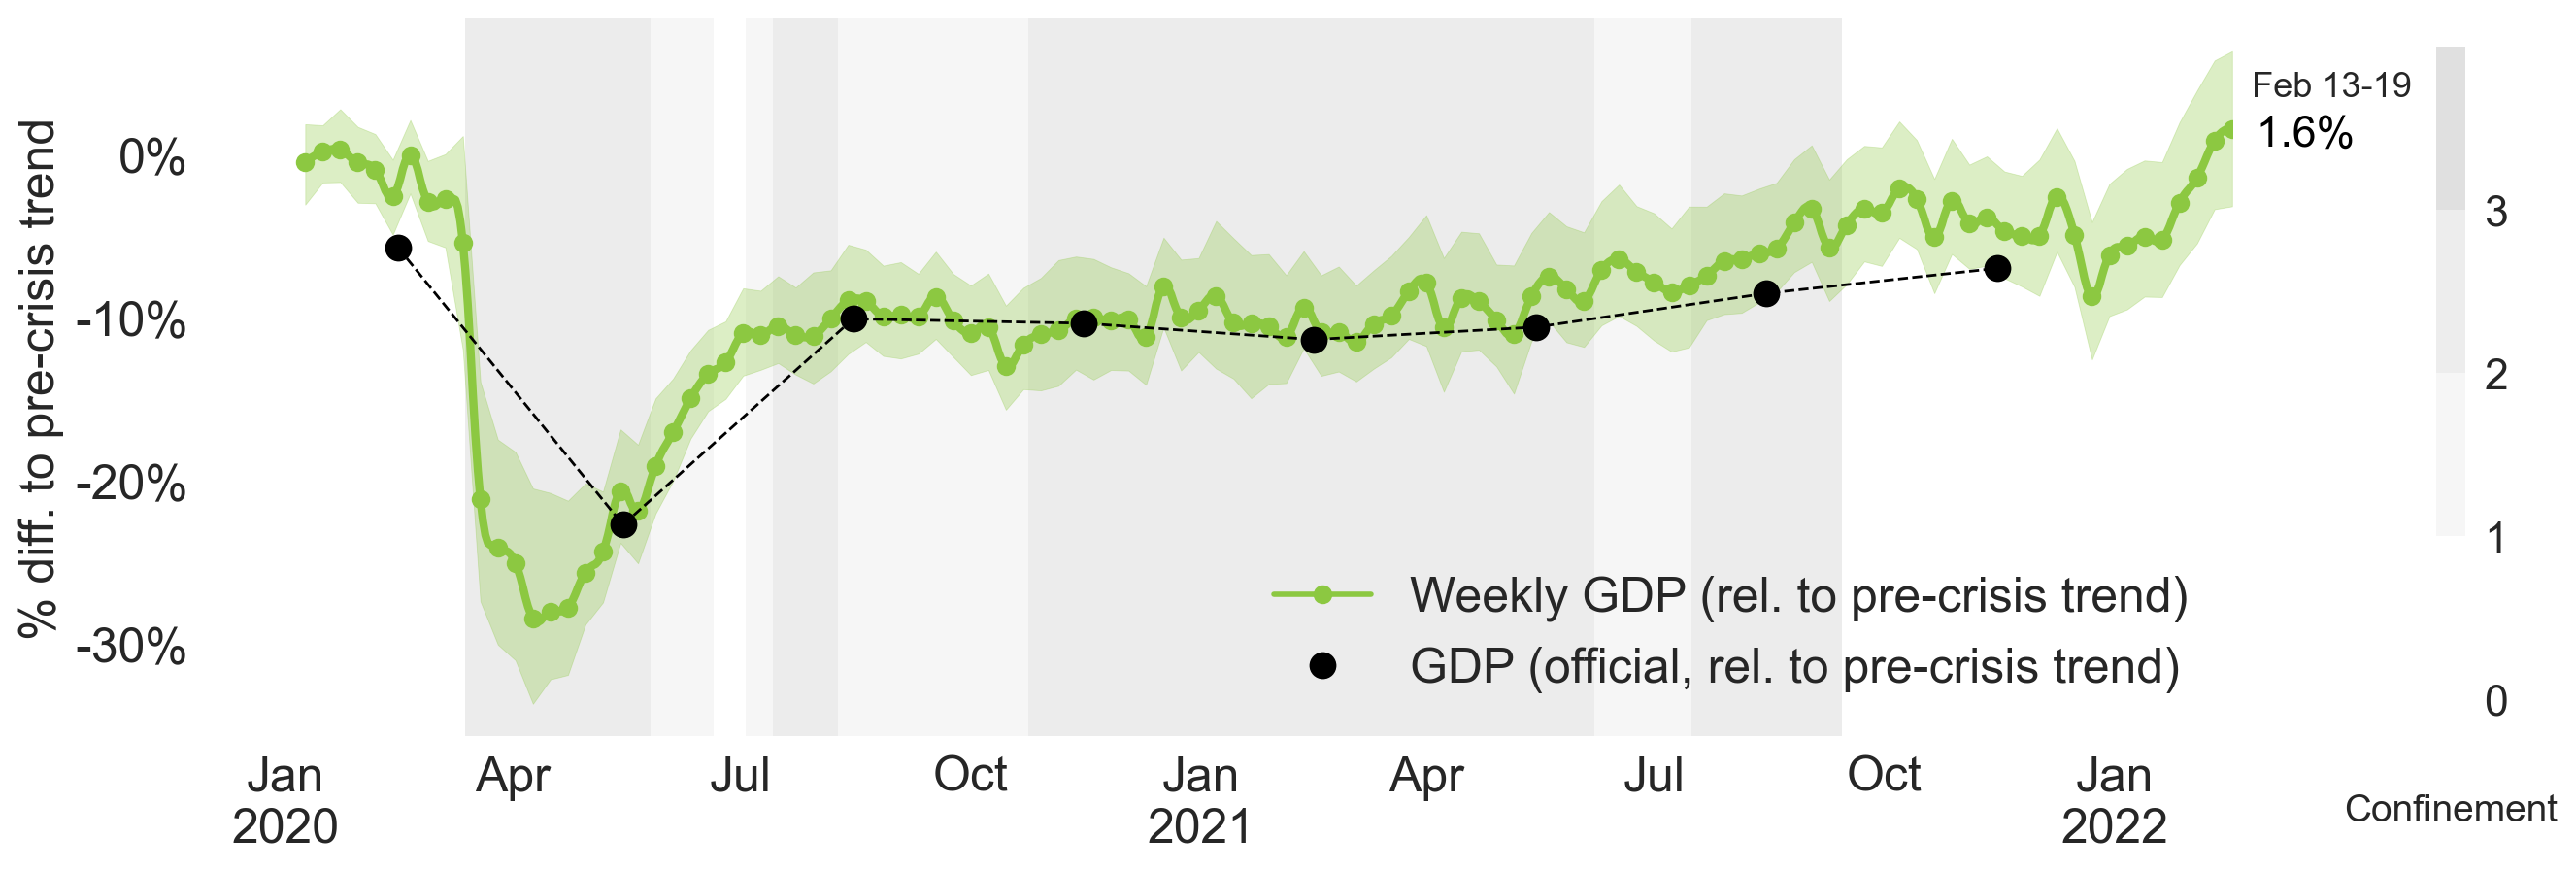 % diff. to pre-crisis trend
0%
-10%
-20%
-30%
Feb 13-19
1.6%
3
2
1
0
Weekly GDP (rel. to pre-crisis trend)
GDP (official, rel. to pre-crisis trend)
Jan Apr Jul Oct Jan Apr Jul Oct Jan
2020 2021 2022
Confinement